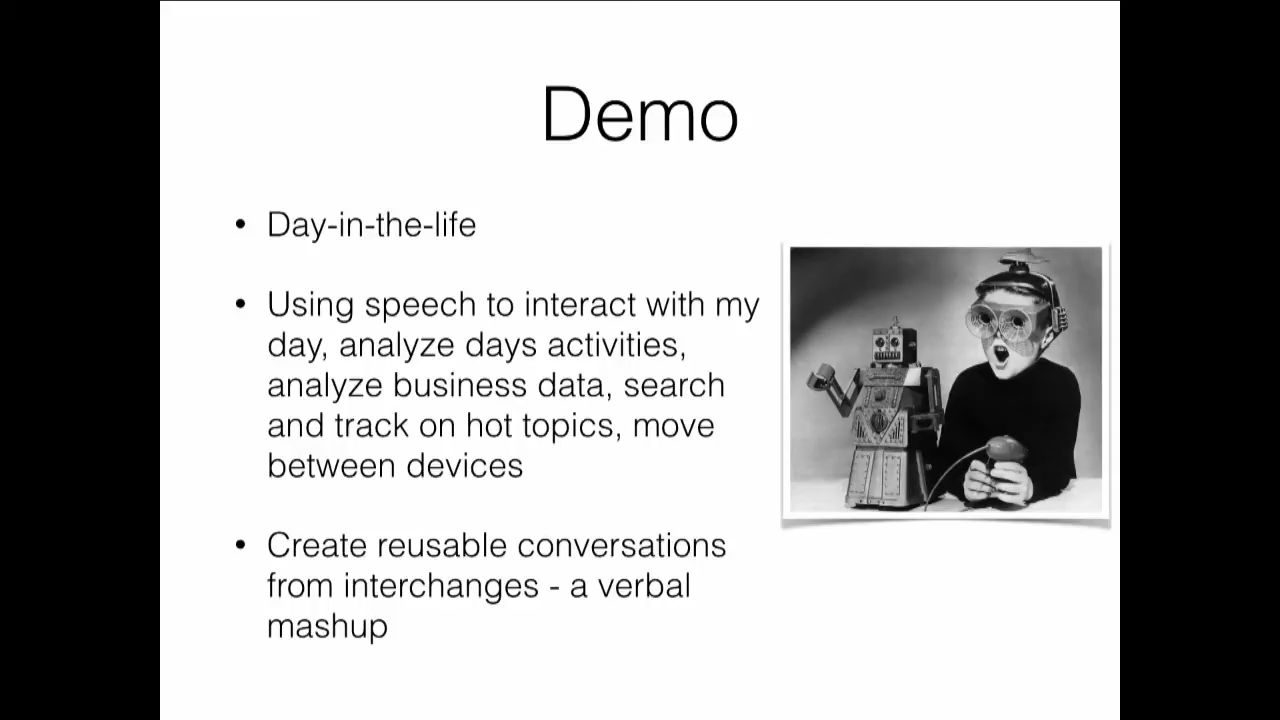 Demo
• Day-in-the-life
• Using speech to interact with my
day, analyze days activities,
analyze business data, search
and track on hot topics, move
between devices
• Create reusable conversations
from interchanges - a verbal
mashup